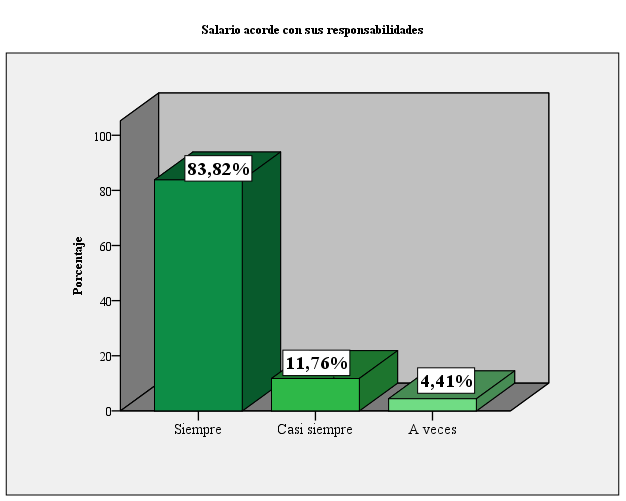 Salario acorde con sus responsabilidades
Porcentaje
100
80
60
40
20
0
83,82%
11,76%
4,41%
Siempre
Casi siempre
A veces